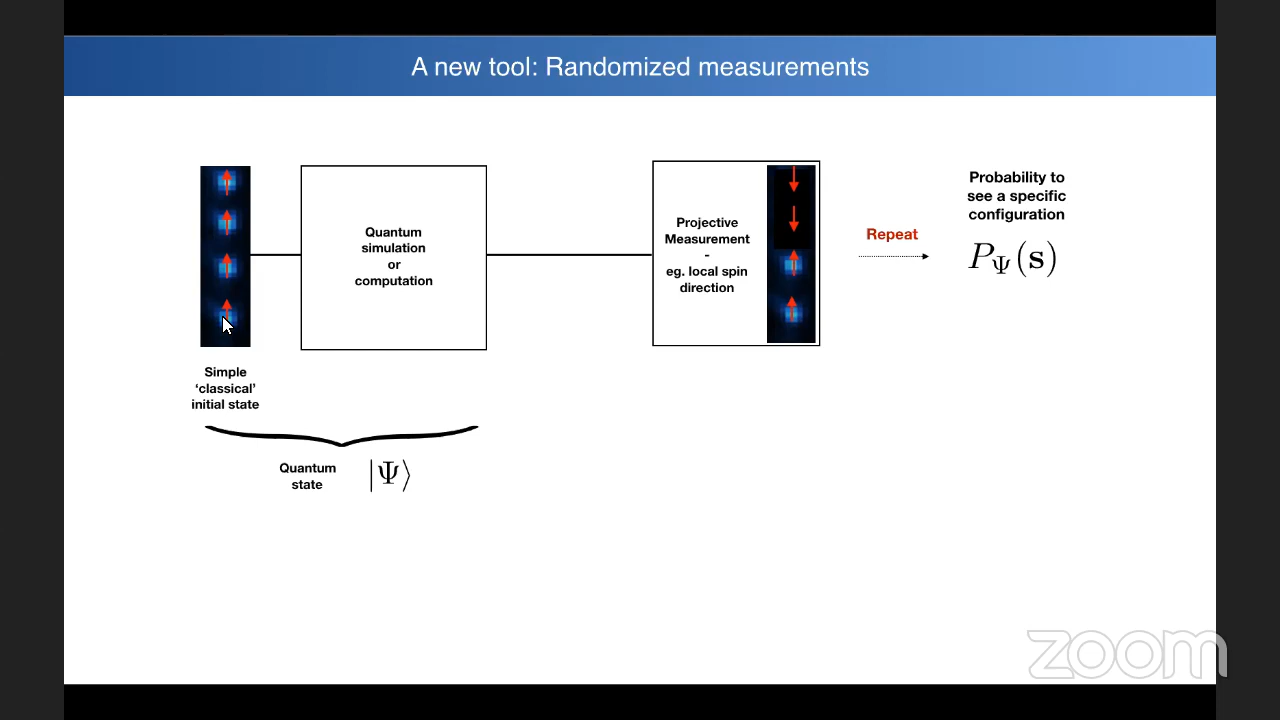 A new tool: Randomized measurements
Quantum
simulation
or
computation
Projective
Measurement
-
eg. local spin
direction
Repeat
Probability to
see a specific
configuration
P_Ψ(s)
Simple
‘classical’
initial state
Quantum
state
|Ψ⟩
zoom